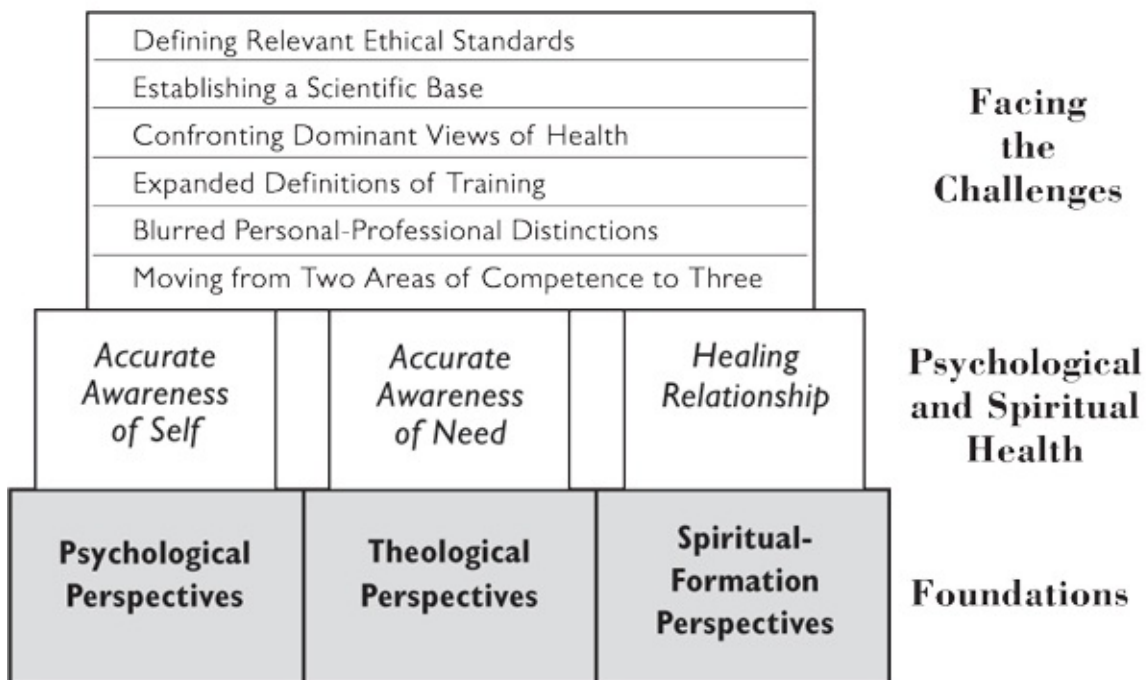 Defining Relevant Ethical Standards
Establishing a Scientific Base
Confronting Dominant Views of Health
Expanded Definitions of Training
Blurred Personal-Professional Distinctions
Moving from Two Areas of Competence to Three
Facing
the
Challenges
Accurate
Awareness
of Self
Accurate
Awareness
of Need
Healing
Relationship
Psychological
and Spiritual
Health
Psychological
Perspectives
Theological
Perspectives
Spiritual-
Formation
Perspectives
Foundations